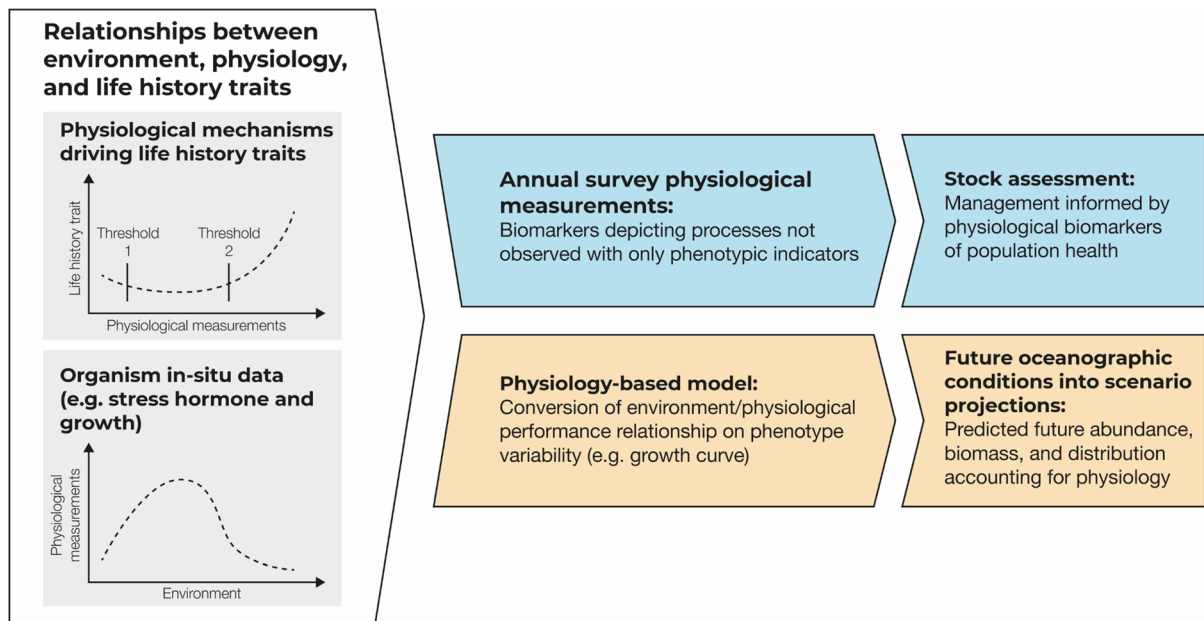 Relationships between
environment, physiology,
and life history traits
Physiological mechanisms
driving life history traits
Life history trait
Threshold
1
Threshold
2
Physiological measurements
Organism in-situ data
(e.g. stress hormone and
growth)
Physiological
measurements
Environment
Annual survey physiological
measurements:
Biomarkers depicting processes not
observed with only phenotypic indicators
Stock assessment:
Management informed by
physiological biomarkers
of population health
Physiology-based model:
Conversion of environment/physiological
performance relationship on phenotype
variability (e.g. growth curve)
Future oceanographic
conditions into scenario
projections:
Predicted future abundance,
biomass, and distribution
accounting for physiology